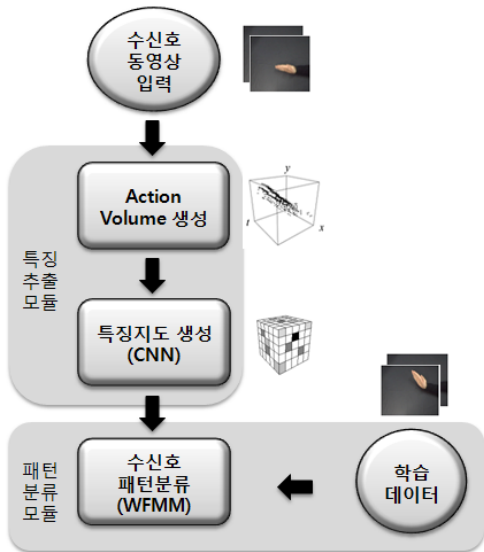 수신호
동영상
입력
Action
Volume 생성
y
t
x
특징
추출
모듈
특징지도 생성
(CNN)
수신호
패턴분류
(WFMM)
학습
데이터
패턴
분류
모듈